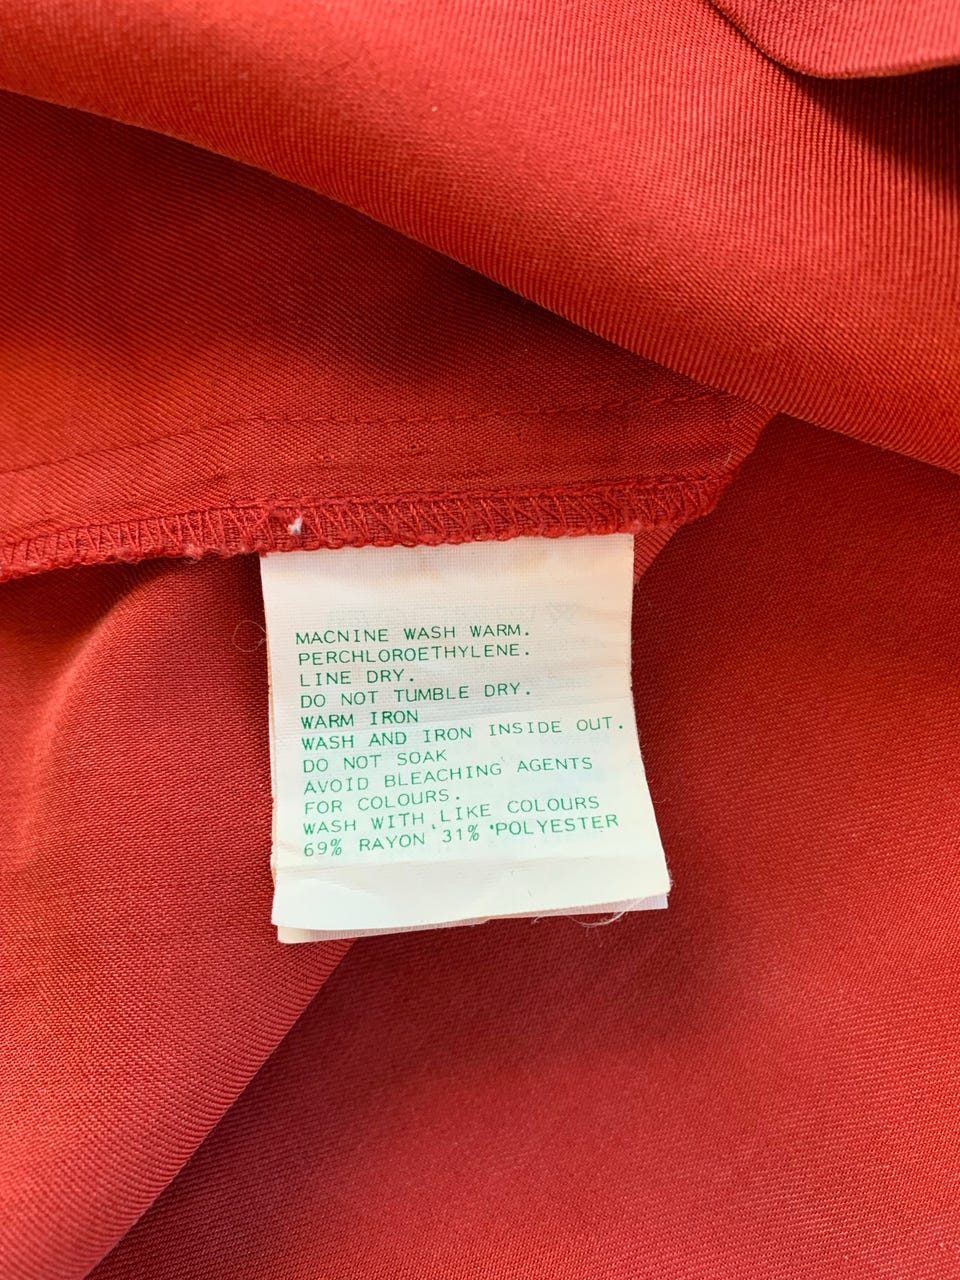 MACNINE WASH WARM.
PERCHLOROETHYLENE.
LINE DRY.
DO NOT TUMBLE DRY.
WARM IRON
WASH AND IRON INSIDE OUT.
DO NOT SOAK
AVOID BLEACHING AGENTS
FOR COLOURS.
WASH WITH LIKE COLOURS
69% RAYON 31% POLYESTER